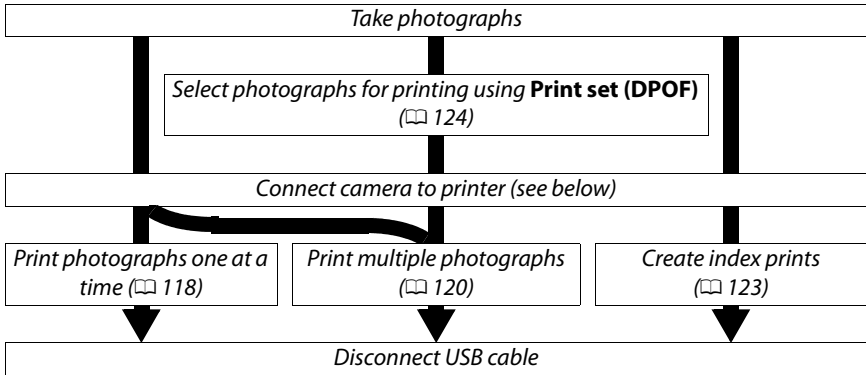 Take photographs
Select photographs for printing using Print set (DPOF)
(📖 124)
Connect camera to printer (see below)
Print photographs one at a
time (📖 118)
Print multiple photographs
(📖 120)
Create index prints
(📖 123)
Disconnect USB cable